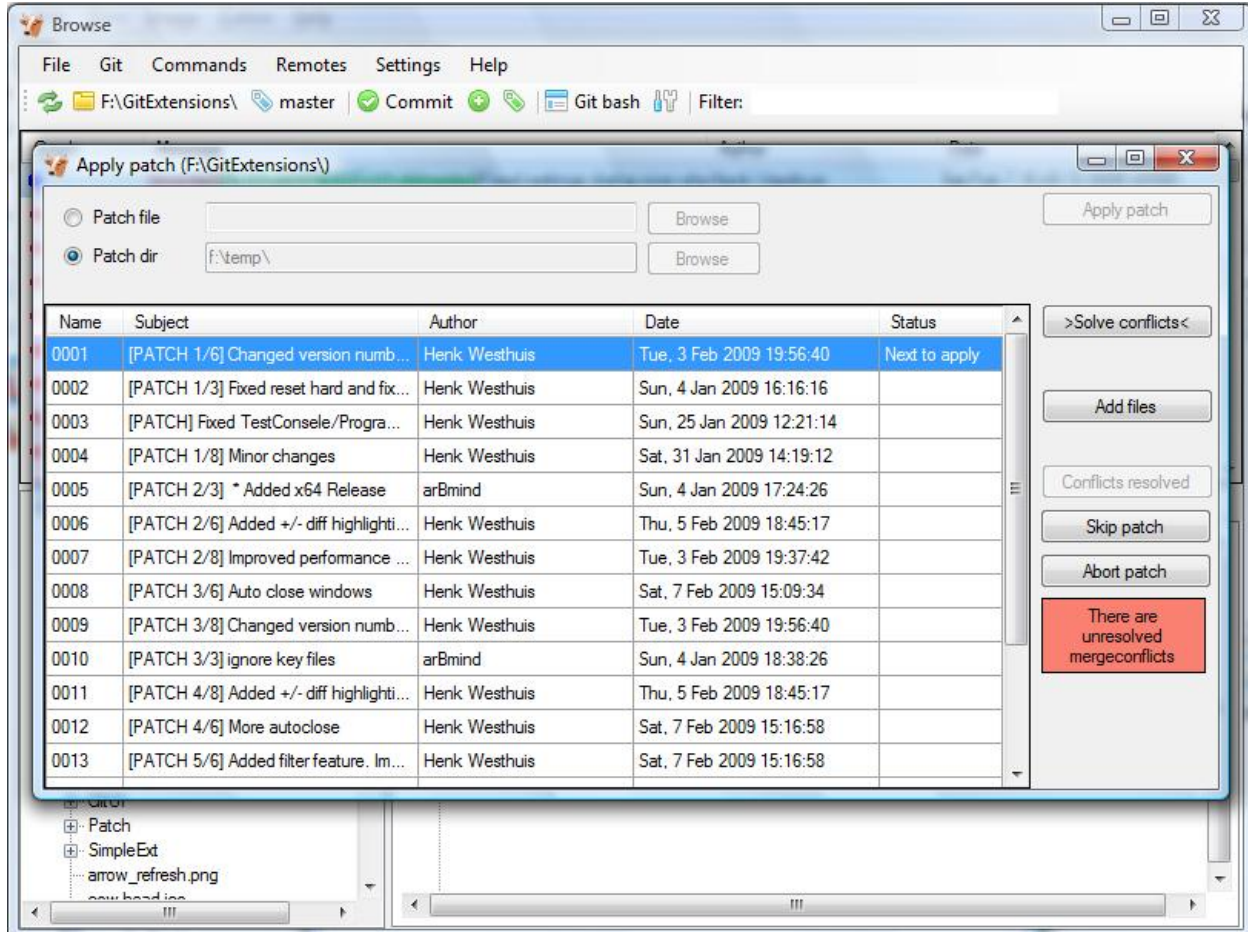 Browse
File Git Commands Remotes Settings Help
F:\GitExtensions\ master Commit Git bash Filter:
Apply patch (F:\GitExtensions\)
Patch file Browse Apply patch
Patch dir f:\temp\ Browse
Name Subject Author Date Status
>Solve conflicts<
0001 [PATCH 1/6] Changed version numb... Henk Westhuis Tue, 3 Feb 2009 19:56:40 Next to apply
0002 [PATCH 1/3] Fixed reset hard and fix... Henk Westhuis Sun, 4 Jan 2009 16:16:16
0003 [PATCH] Fixed TestConsele/Progra... Henk Westhuis Sun, 25 Jan 2009 12:21:14
Add files
0004 [PATCH 1/8] Minor changes Henk Westhuis Sat, 31 Jan 2009 14:19:12
0005 [PATCH 2/3] * Added x64 Release arBmind Sun, 4 Jan 2009 17:24:26
Conflicts resolved
0006 [PATCH 2/6] Added +/- diff highlighti... Henk Westhuis Thu, 5 Feb 2009 18:45:17
Skip patch
0007 [PATCH 2/8] Improved performance ... Henk Westhuis Tue, 3 Feb 2009 19:37:42
Abort patch
0008 [PATCH 3/6] Auto close windows Henk Westhuis Sat, 7 Feb 2009 15:09:34
0009 [PATCH 3/8] Changed version numb... Henk Westhuis Tue, 3 Feb 2009 19:56:40
There are
unresolved
mergeconflicts
0010 [PATCH 3/3] ignore key files arBmind Sun, 4 Jan 2009 18:38:26
0011 [PATCH 4/8] Added +/- diff highlighti... Henk Westhuis Thu, 5 Feb 2009 18:45:17
0012 [PATCH 4/6] More autoclose Henk Westhuis Sat, 7 Feb 2009 15:16:58
0013 [PATCH 5/6] Added filter feature. Im... Henk Westhuis Sat, 7 Feb 2009 15:16:58
Patch
SimpleExt
arrow_refresh.png